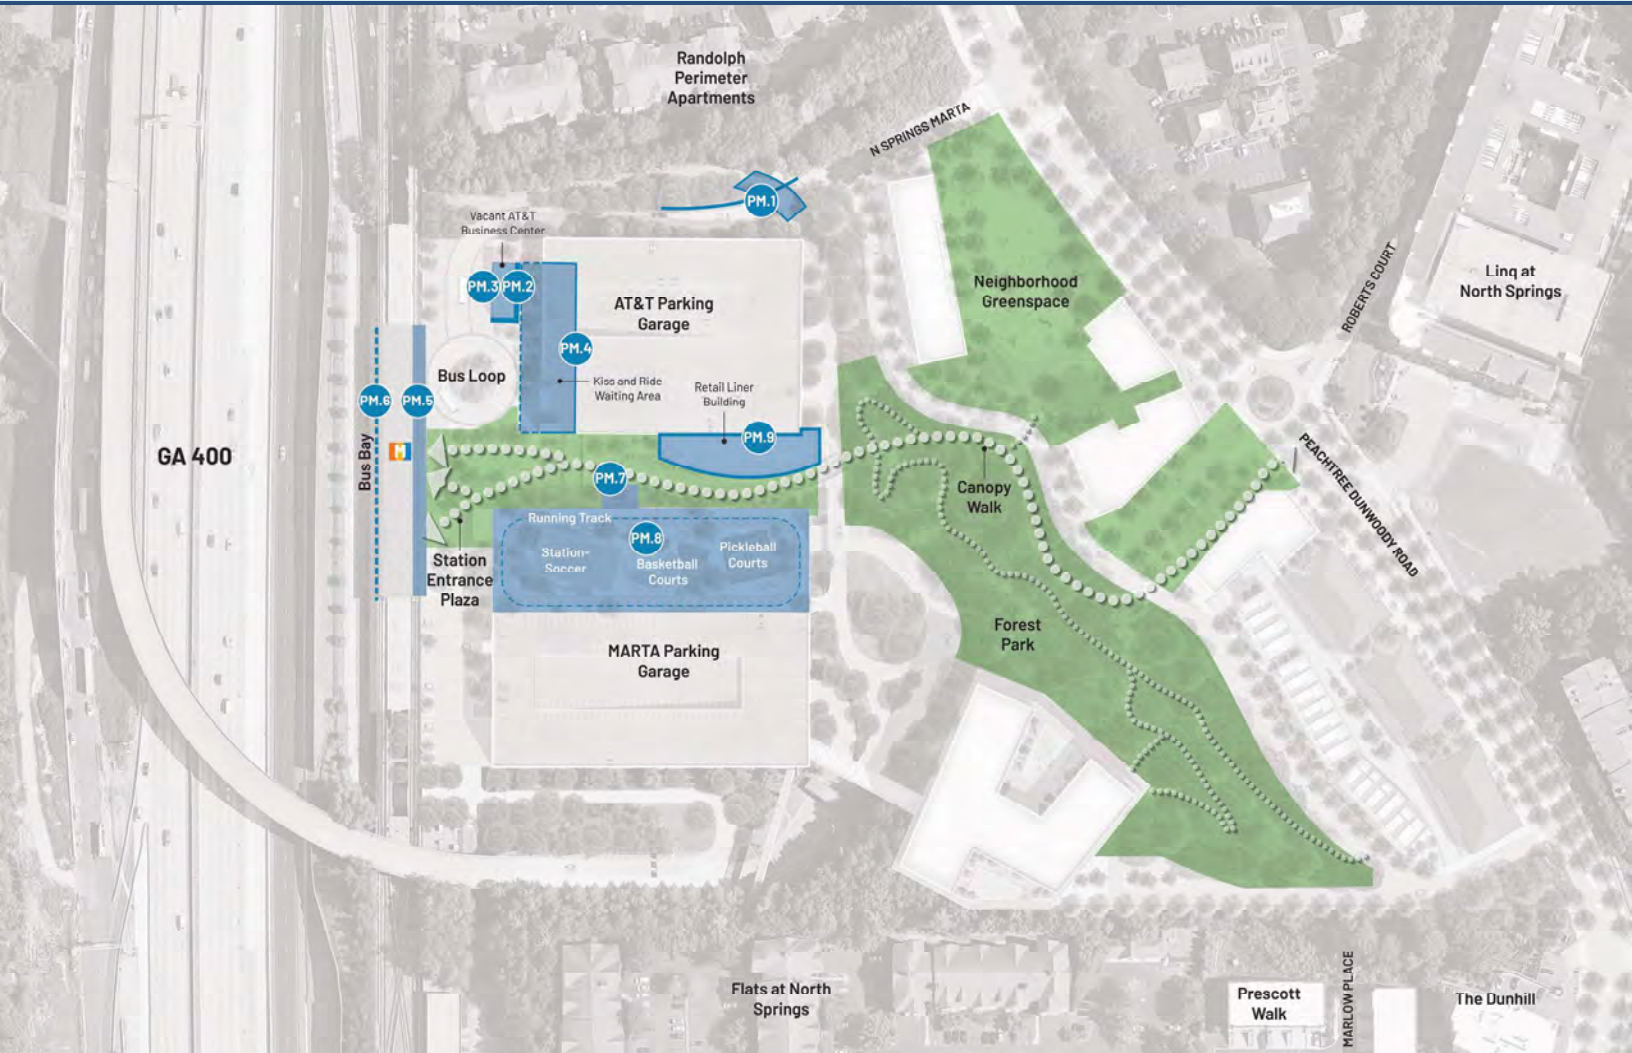 Randolph
Perimeter
Apartments
N SPRINGS MARTA
PM.1
Vacant AT&T
Business Center
PM.3
PM.2
AT&T Parking
Garage
Neighborhood
Greenspace
ROBERTS COURT
Linq at
North Springs
PM.4
Bus Loop
Kiss and Ride
Waiting Area
Retail Liner
Building
PM.6
PM.5
PM.9
GA 400
Bus Bay
M
PM.7
Canopy
Walk
PEACHTREE DUNWOODY ROAD
Running Track
PM.8
Station-
Soccer
Basketball
Courts
Pickleball
Courts
Station
Entrance
Plaza
Forest
Park
MARTA Parking
Garage
Flats at North
Springs
Prescott
Walk
MARLOW PLACE
The Dunhill